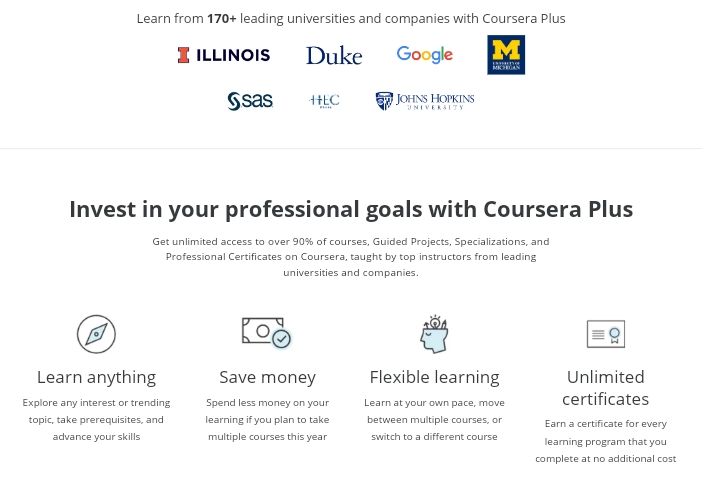 Learn from 170+ leading universities and companies with Coursera Plus
ILLINOIS Duke Google M
UNIVERSITY OF
MICHIGAN
sas HEC JOHNS HOPKINS
PARIS UNIVERSITY
Invest in your professional goals with Coursera Plus
Get unlimited access to over 90% of courses, Guided Projects, Specializations, and
Professional Certificates on Coursera, taught by top instructors from leading
universities and companies.
Learn anything
Explore any interest or trending
topic, take prerequisites, and
advance your skills
Save money
Spend less money on your
learning if you plan to take
multiple courses this year
Flexible learning
Learn at your own pace, move
between multiple courses, or
switch to a different course
Unlimited
certificates
Earn a certificate for every
learning program that you
complete at no additional cost